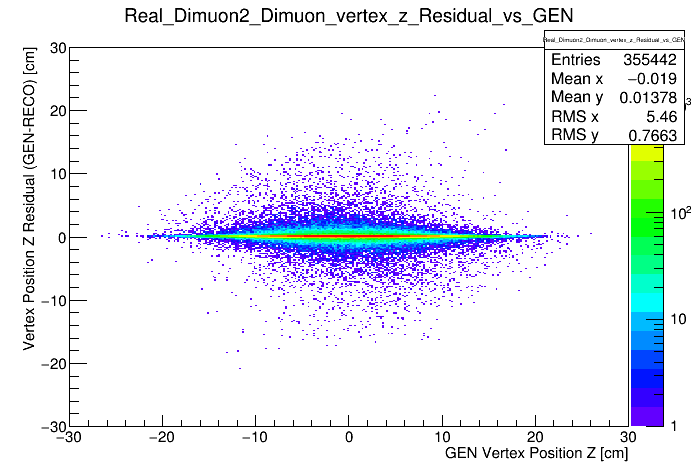 Real_Dimuon2_Dimuon_vertex_z_Residual_vs_GEN
Real_Dimuon2_Dimuon_vertex_z_Residual_vs_GEN
Entries 355442
Mean x −0.019
Mean y 0.01378
RMS x 5.46
RMS y 0.7663
Vertex Position Z Residual (GEN-RECO) [cm]
30
20
10
0
−10
−20
−30
−30 −20 −10 0 10 20 30
GEN Vertex Position Z [cm]
3
10²
10
1